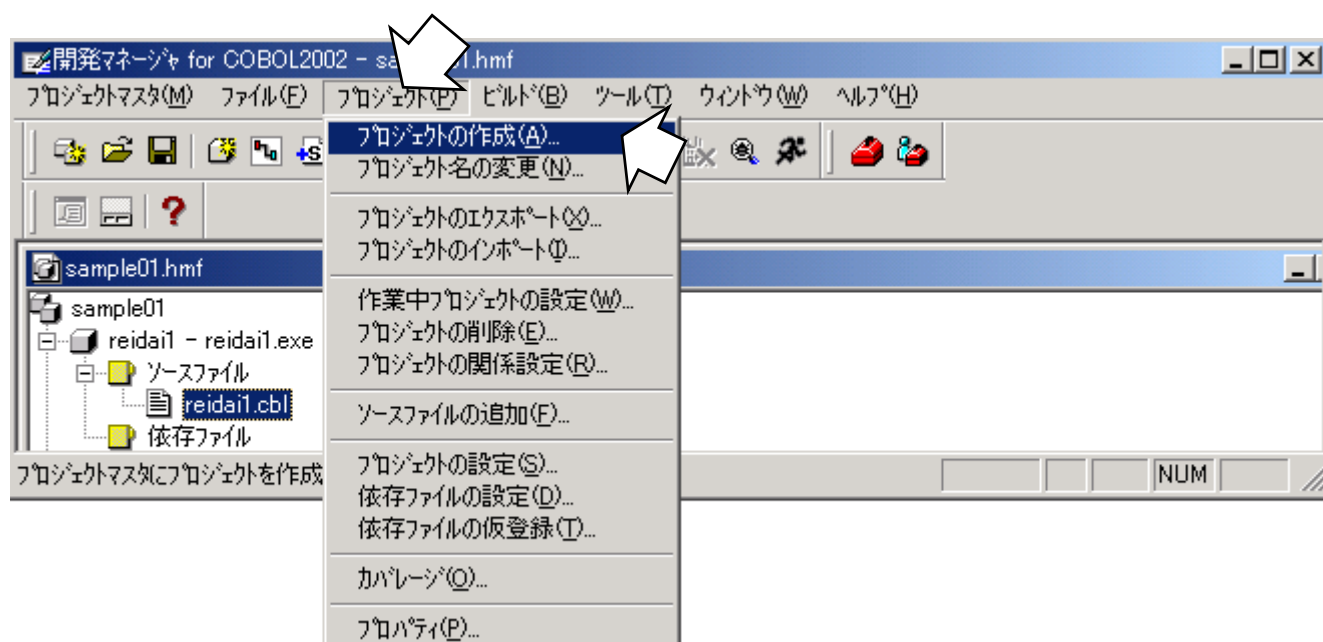 開発ﾏﾈｰｼﾞｬ for COBOL2002 - sa 1.hmf
ﾌﾟﾛｼﾞｪｸﾄﾏｽﾀ(M) ﾌｧｲﾙ(F) ﾌﾟﾛｼﾞｪｸﾄ(P) ﾋﾞﾙﾄﾞ(B) ﾂｰﾙ(T) ｳｨﾝﾄﾞｳ(W) ﾍﾙﾌﾟ(H)
ﾌﾟﾛｼﾞｪｸﾄの作成(A)...
ﾌﾟﾛｼﾞｪｸﾄ名の変更(N)...
ﾌﾟﾛｼﾞｪｸﾄのｴｸｽﾎﾟｰﾄ(X)...
ﾌﾟﾛｼﾞｪｸﾄのｲﾝﾎﾟｰﾄ(I)...
作業中ﾌﾟﾛｼﾞｪｸﾄの設定(W)...
ﾌﾟﾛｼﾞｪｸﾄの削除(E)...
ﾌﾟﾛｼﾞｪｸﾄの関係設定(R)...
ｿｰｽﾌｧｲﾙの追加(F)...
ﾌﾟﾛｼﾞｪｸﾄの設定(S)...
依存ﾌｧｲﾙの設定(D)...
依存ﾌｧｲﾙの仮登録(T)...
ｶﾊﾞﾚｰｼﾞ(O)...
ﾌﾟﾛﾊﾟﾃｨ(P)...
+S
sample01.hmf
sample01
reidai1 - reidai1.exe
ｿｰｽﾌｧｲﾙ
reidai1.cbl
依存ﾌｧｲﾙ
ﾌﾟﾛｼﾞｪｸﾄﾏｽﾀにﾌﾟﾛｼﾞｪｸﾄを作成
NUM